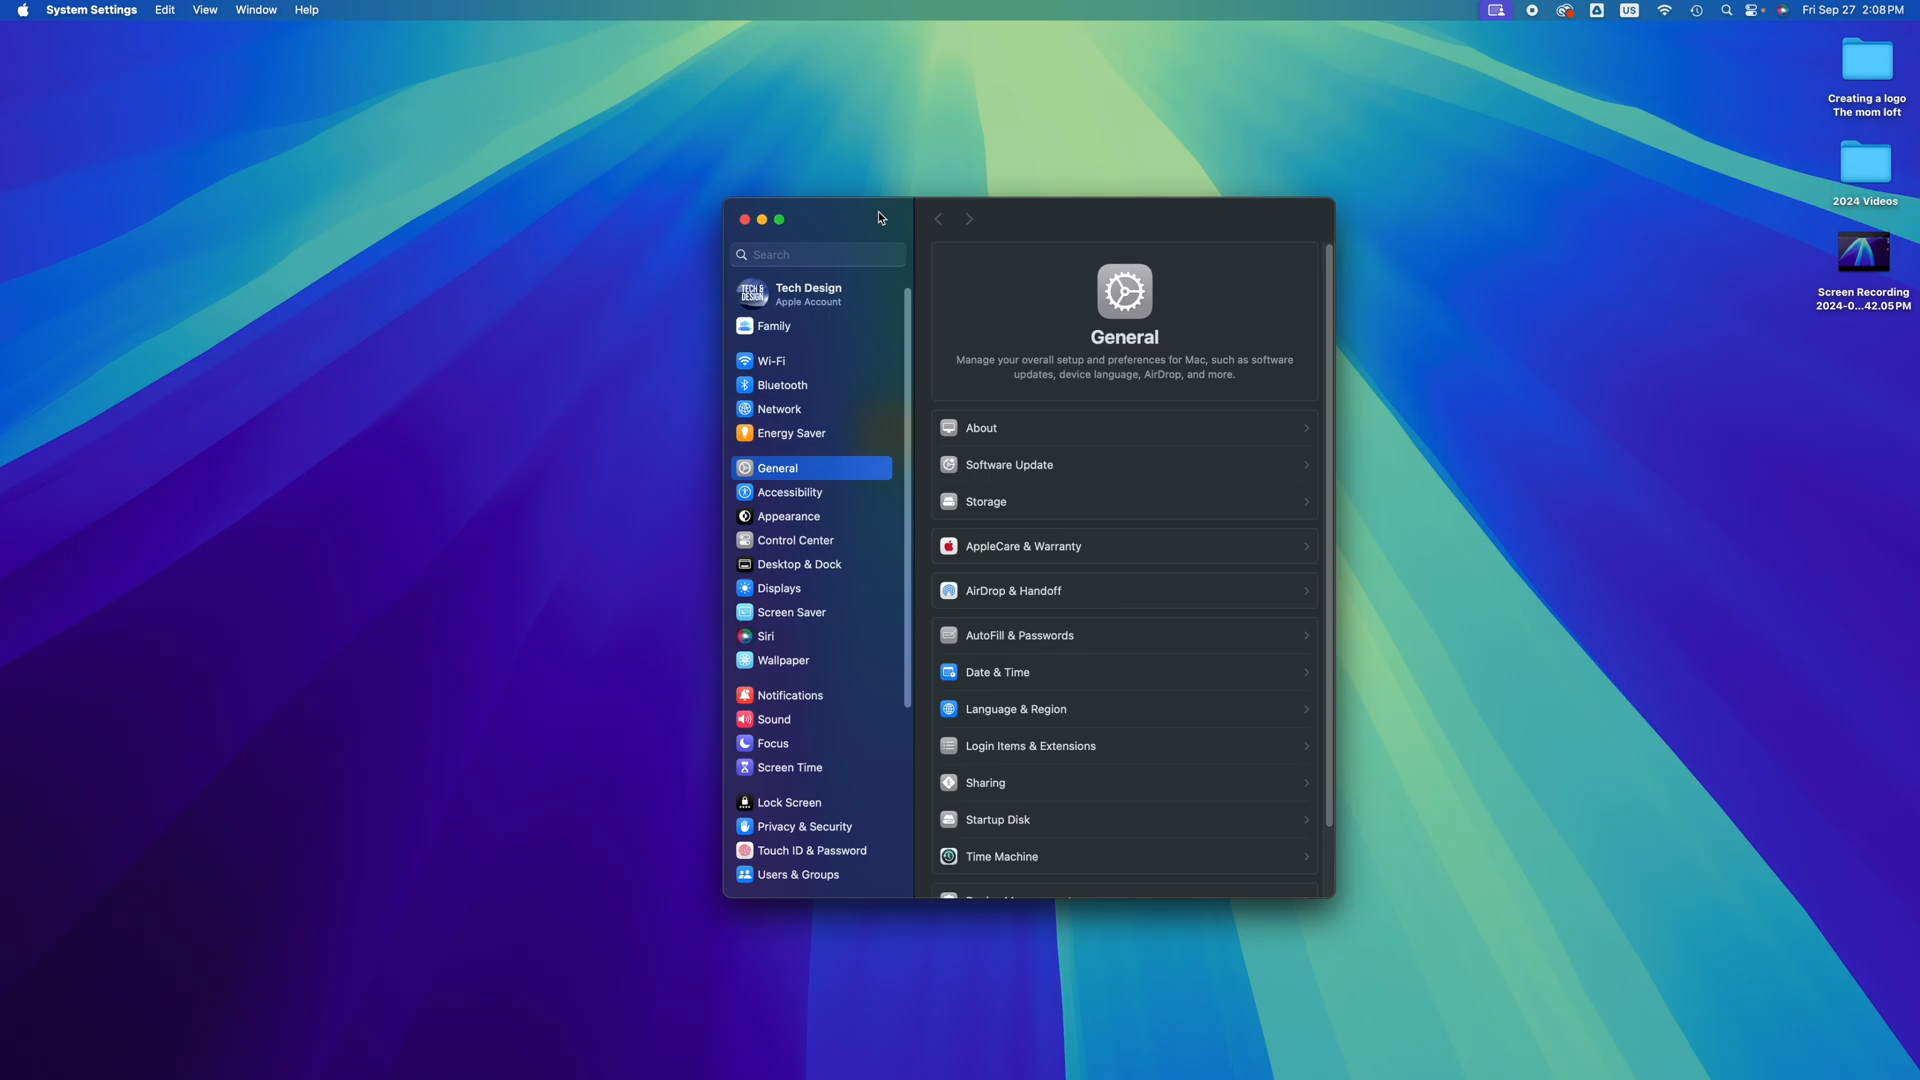 System Settings Edit View Window Help
US Fri Sep 27 2:08 PM
Creating a logo
The mom loft
2024 Videos
Screen Recording
2024-0...42.05 PM
Search
TECH &
DESIGN
Tech Design
Apple Account
Family
Wi-Fi
Bluetooth
Network
Energy Saver
General
Accessibility
Appearance
Control Center
Desktop & Dock
Displays
Screen Saver
Siri
Wallpaper
Notifications
Sound
Focus
Screen Time
Lock Screen
Privacy & Security
Touch ID & Password
Users & Groups
General
Manage your overall setup and preferences for Mac, such as software
updates, device language, AirDrop, and more.
About
Software Update
Storage
AppleCare & Warranty
AirDrop & Handoff
AutoFill & Passwords
Date & Time
Language & Region
Login Items & Extensions
Sharing
Startup Disk
Time Machine